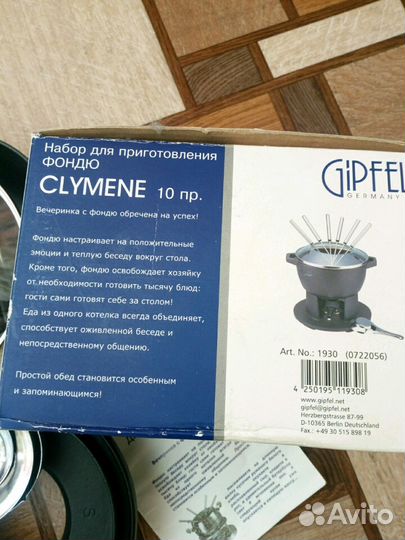 Набор для приготовления
ФОНДЮ
CLYMENE 10 пр.
Вечеринка с фондю обречена на успех!
Фондю настраивает на положительные
эмоции и теплую беседу вокруг стола.
Кроме того, фондю освобождает хозяйку
от необходимости готовить тысячу блюд:
гости сами готовят себе за столом!
Еда из одного котелка всегда объединяет,
способствует оживленной беседе и
непосредственному общению.
Простой обед становится особенным
и запоминающимся!
GiPFEL
GERMANY
Art. No.: 1930 (0722056)
4 250195 119308
www.gipfel.net
gipfel@gipfel.net
Herzbergstrasse 87-99
D-10365 Berlin Deutschland
Fax.: +49 30 515 898 19
Avito